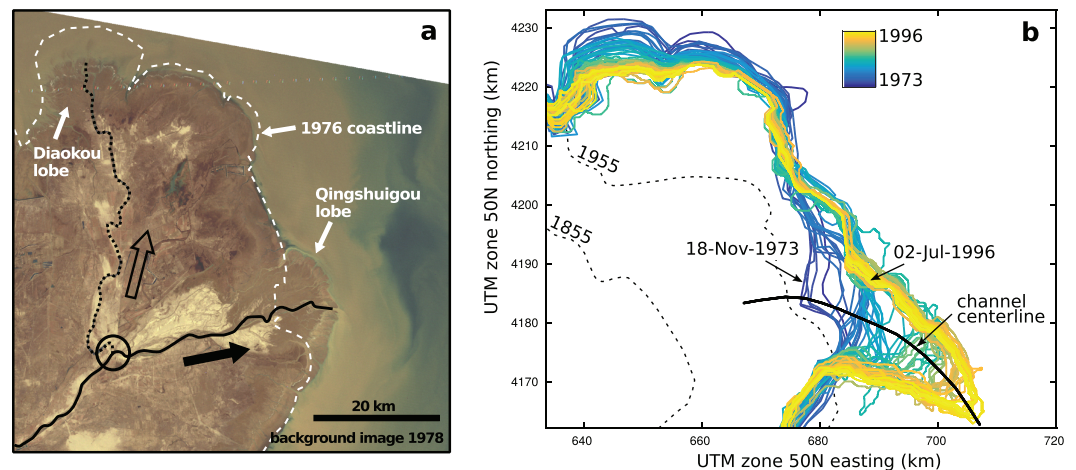 a
1976 coastline
Diaokou
lobe
Qingshuigou
lobe
20 km
background image 1978
b
UTM zone 50N northing (km)
4230
4220
4210
4200
4190
4180
4170
1996
1973
1955
1855
18-Nov-1973
02-Jul-1996
channel
centerline
640
660
680
700
720
UTM zone 50N easting (km)